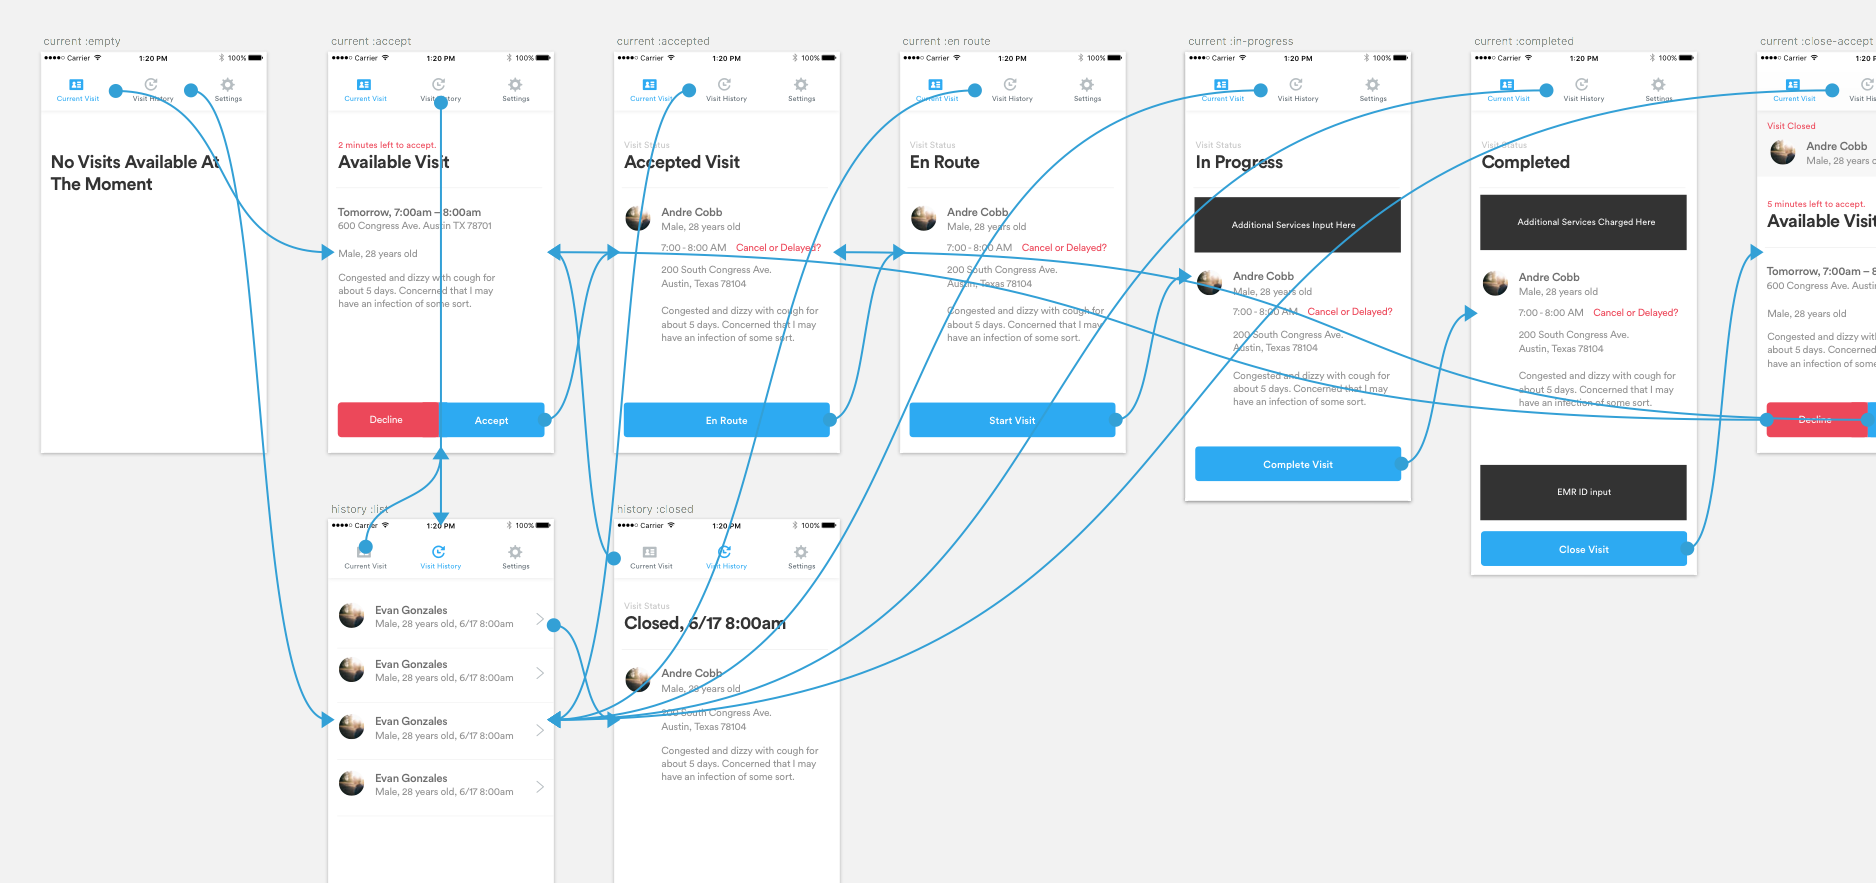 current :empty
Carrier
1:20 PM
100%
Current Visit
Visit History
Settings
No Visits Available At
The Moment
current :accept
Carrier
1:20 PM
100%
Current Visit
Visit History
Settings
2 minutes left to accept.
Available Visit
Tomorrow, 7:00am – 8:00am
600 Congress Ave. Austin TX 78701
Male, 28 years old
Congested and dizzy with cough for
about 5 days. Concerned that I may
have an infection of some sort.
Decline
Accept
current :accepted
Carrier
1:20 PM
100%
Current Visit
Visit History
Settings
Visit Status
Accepted Visit
Andre Cobb
Male, 28 years old
7:00 - 8:00 AM Cancel or Delayed?
200 South Congress Ave.
Austin, Texas 78104
Congested and dizzy with cough for
about 5 days. Concerned that I may
have an infection of some sort.
En Route
current :en route
Carrier
1:20 PM
100%
Current Visit
Visit History
Settings
Visit Status
En Route
Andre Cobb
Male, 28 years old
7:00 - 8:00 AM Cancel or Delayed?
200 South Congress Ave.
Austin, Texas 78104
Congested and dizzy with cough for
about 5 days. Concerned that I may
have an infection of some sort.
Start Visit
current :in-progress
Carrier
1:20 PM
100%
Current Visit
Visit History
Settings
Visit Status
In Progress
Additional Services Input Here
Andre Cobb
Male, 28 years old
7:00 - 8:00 AM Cancel or Delayed?
200 South Congress Ave.
Austin, Texas 78104
Congested and dizzy with cough for
about 5 days. Concerned that I may
have an infection of some sort.
Complete Visit
current :completed
Carrier
1:20 PM
100%
Current Visit
Visit History
Settings
Visit Status
Completed
Additional Services Charged Here
Andre Cobb
Male, 28 years old
7:00 - 8:00 AM Cancel or Delayed?
200 South Congress Ave.
Austin, Texas 78104
Congested and dizzy with cough for
about 5 days. Concerned that I may
have an infection of some sort.
EMR ID input
Close Visit
current :close-accept
Carrier
1:20
Current Visit
Visit
Visit Closed
Andre Cobb
Male, 28 years
5 minutes left to accept.
Available Visit
Tomorrow, 7:00am –
600 Congress Ave.
Male, 28 years old
Congested and dizzy
about 5 days. Concerned
have an infection of
Decline
history :list
Carrier
1:20 PM
100%
Current Visit
Visit History
Settings
Evan Gonzales
Male, 28 years old, 6/17 8:00am
Evan Gonzales
Male, 28 years old, 6/17 8:00am
Evan Gonzales
Male, 28 years old, 6/17 8:00am
Evan Gonzales
Male, 28 years old, 6/17 8:00am
history :closed
Carrier
1:20 PM
100%
Current Visit
Visit History
Settings
Visit Status
Closed, 6/17 8:00am
Andre Cobb
Male, 28 years old
200 South Congress Ave.
Austin, Texas 78104
Congested and dizzy with cough for
about 5 days. Concerned that I may
have an infection of some sort.